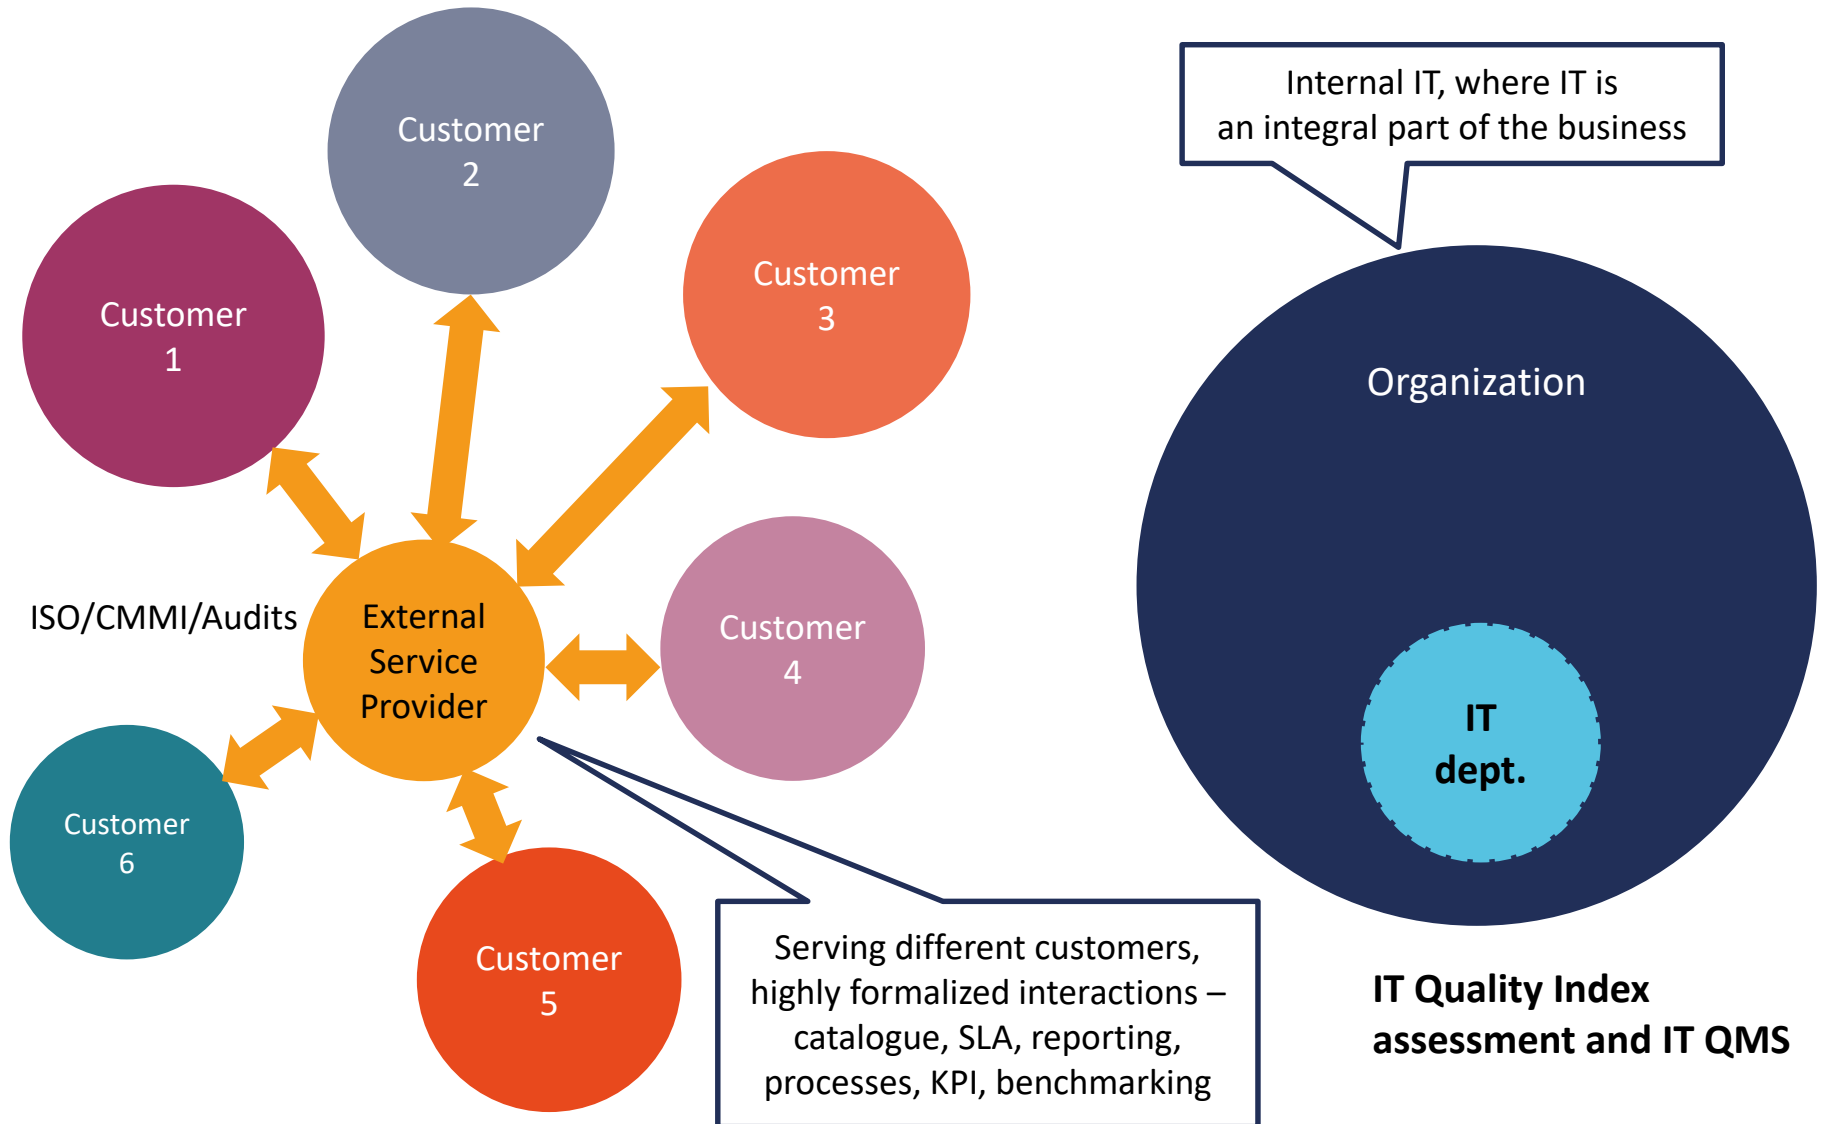 Customer
2
Internal IT, where IT is
an integral part of the business
Customer
3
Customer
1
Organization
ISO/CMMI/Audits
External
Service
Provider
Customer
4
IT
dept.
Customer
6
Customer
5
Serving different customers,
highly formalized interactions –
catalogue, SLA, reporting,
processes, KPI, benchmarking
IT Quality Index
assessment and IT QMS